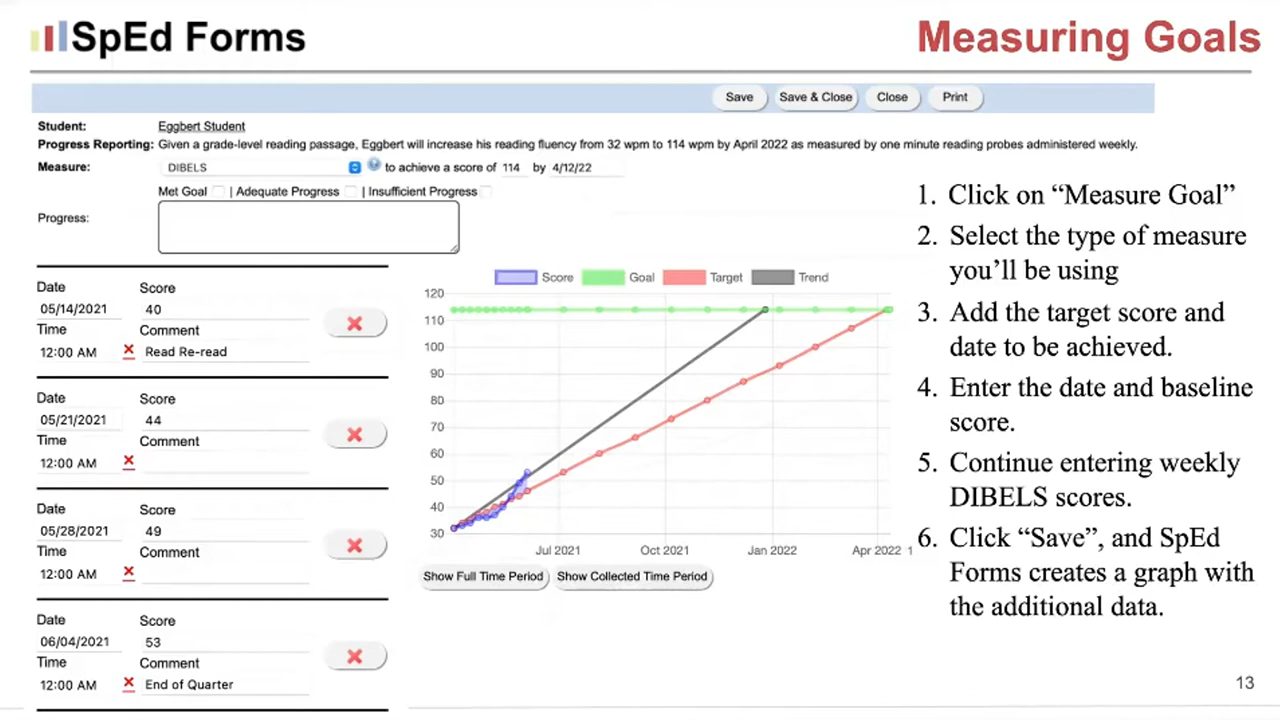 SpEd Forms
Measuring Goals
Save Save & Close Close Print
Student: Eggbert Student
Progress Reporting: Given a grade-level reading passage, Eggbert will increase his reading fluency from 32 wpm to 114 wpm by April 2022 as measured by one minute reading probes administered weekly.
Measure: DIBELS to achieve a score of 114 by 4/12/22
Met Goal | Adequate Progress | Insufficient Progress
Progress:
Date Score
05/14/2021 40
Time Comment
12:00 AM Read Re-read
Date Score
05/21/2021 44
Time Comment
12:00 AM
Date Score
05/28/2021 49
Time Comment
12:00 AM
Date Score
06/04/2021 53
Time Comment
12:00 AM End of Quarter
Score Goal Target Trend
120
110
100
90
80
70
60
50
40
30
Jul 2021 Oct 2021 Jan 2022 Apr 2022 1
Show Full Time Period Show Collected Time Period
1. Click on “Measure Goal”
2. Select the type of measure
you’ll be using
3. Add the target score and
date to be achieved.
4. Enter the date and baseline
score.
5. Continue entering weekly
DIBELS scores.
6. Click “Save”, and SpEd
Forms creates a graph with
the additional data.
13